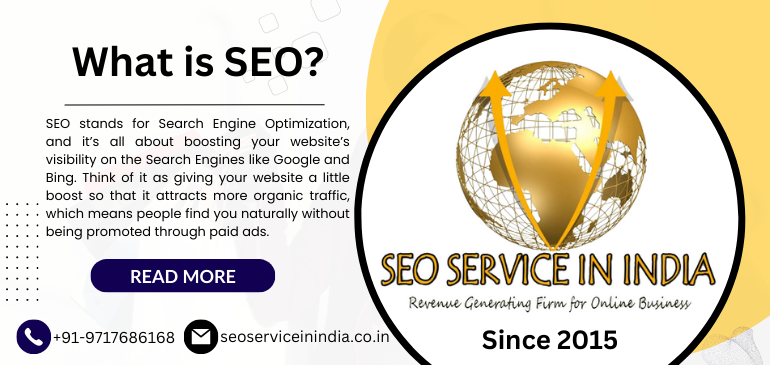 What is SEO?
SEO stands for Search Engine Optimization,
and it's all about boosting your website's
visibility on the Search Engines like Google and
Bing. Think of it as giving your website a little
boost so that it attracts more organic traffic,
which means people find you naturally without
being promoted through paid ads.
READ MORE
+91-9717686168
seoserviceinindia.co.in
SEO SERVICE IN INDIA
Revenue Generating Firm for Online Business
Since 2015